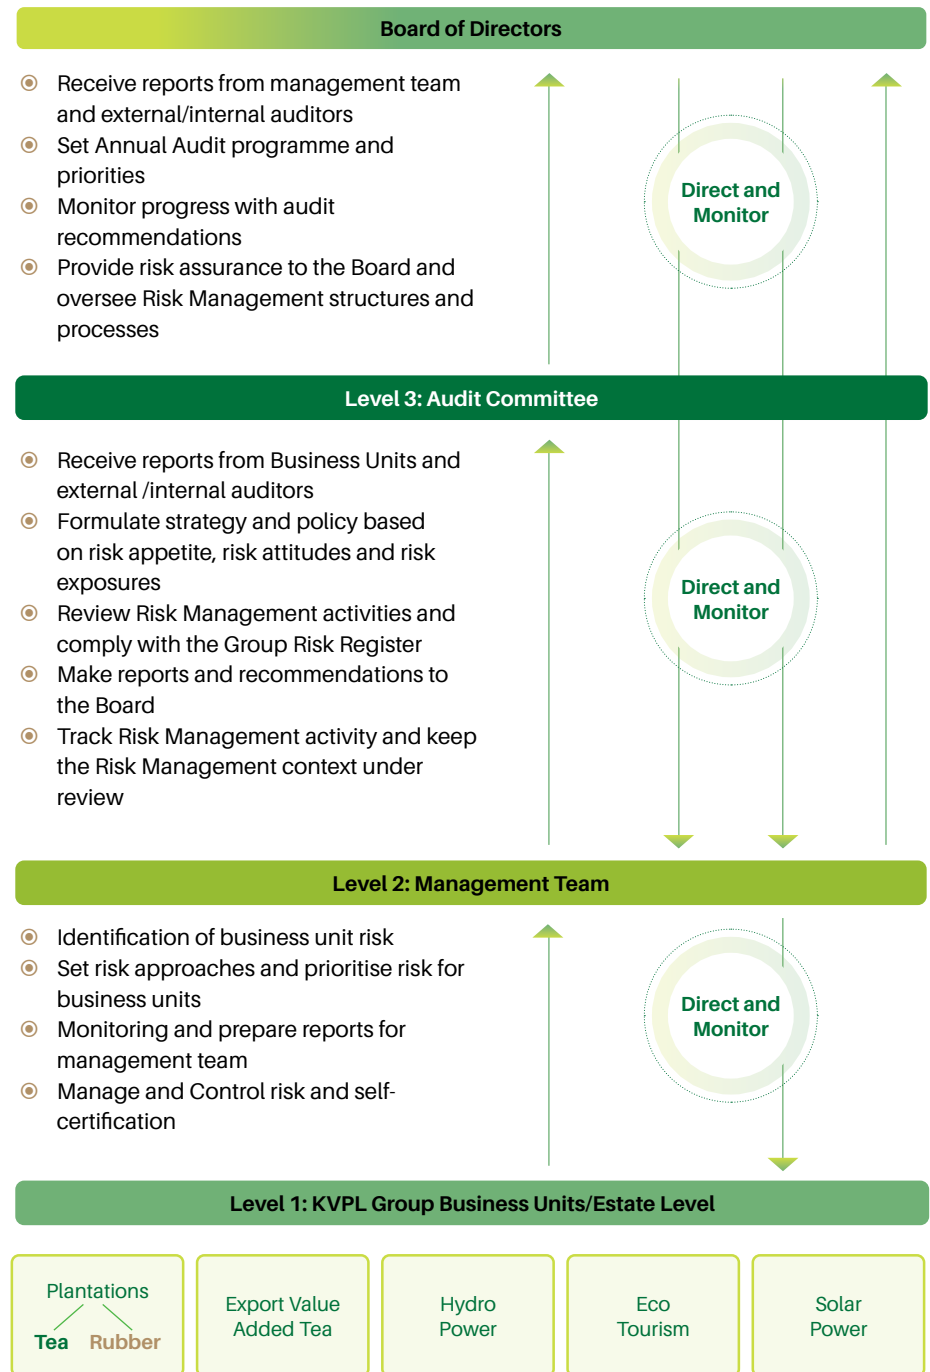 Board of Directors
Receive reports from management team
and external/internal auditors
Set Annual Audit programme and
priorities
Monitor progress with audit
recommendations
Provide risk assurance to the Board and
oversee Risk Management structures and
processes
Direct and
Monitor
Level 3: Audit Committee
Receive reports from Business Units and
external /internal auditors
Formulate strategy and policy based
on risk appetite, risk attitudes and risk
exposures
Review Risk Management activities and
comply with the Group Risk Register
Make reports and recommendations to
the Board
Track Risk Management activity and keep
the Risk Management context under
review
Direct and
Monitor
Level 2: Management Team
Identification of business unit risk
Set risk approaches and prioritise risk for
business units
Monitoring and prepare reports for
management team
Manage and Control risk and self-
certification
Direct and
Monitor
Level 1: KVPL Group Business Units/Estate Level
Plantations
Tea Rubber
Export Value
Added Tea
Hydro
Power
Eco
Tourism
Solar
Power